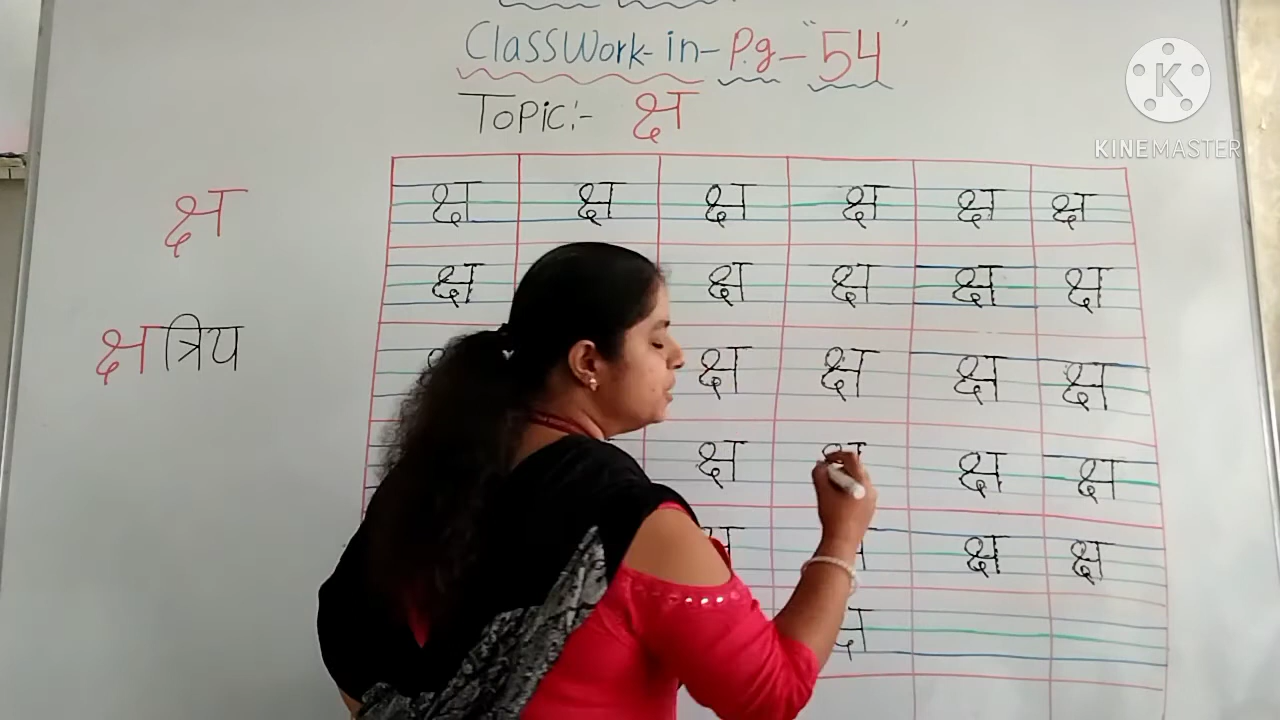 ClassWork-in-P.g-"54"
Topic:- क्ष
K
KINEMASTER
क्ष
क्षत्रिय
क्ष क्ष क्ष क्ष क्ष क्ष
क्ष क्ष क्ष क्ष क्ष
क्ष क्ष क्ष क्ष
क्ष क्ष क्ष क्ष
क्ष क्ष